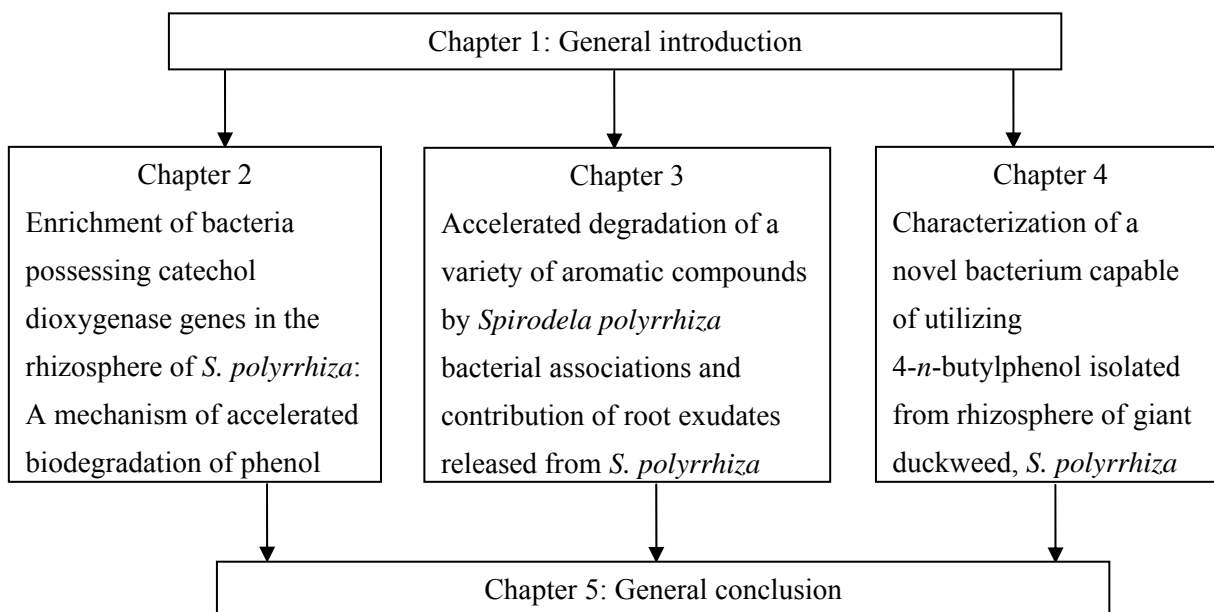 Chapter 1: General introduction
Chapter 2
Enrichment of bacteria
possessing catechol
dioxygenase genes in the
rhizosphere of S. polyrrhiza:
A mechanism of accelerated
biodegradation of phenol
Chapter 3
Accelerated degradation of a
variety of aromatic compounds
by Spirodela polyrrhiza
bacterial associations and
contribution of root exudates
released from S. polyrrhiza
Chapter 4
Characterization of a
novel bacterium capable
of utilizing
4-n-butylphenol isolated
from rhizosphere of giant
duckweed, S. polyrrhiza
Chapter 5: General conclusion